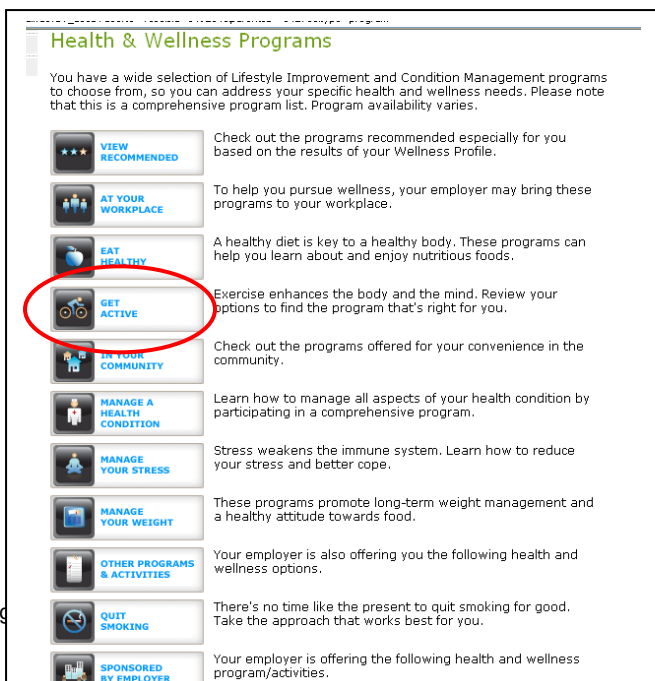 Health & Wellness Programs
You have a wide selection of Lifestyle Improvement and Condition Management programs
to choose from, so you can address your specific health and wellness needs. Please note
that this is a comprehensive program list. Program availability varies.
VIEW
RECOMMENDED
Check out the programs recommended especially for you
based on the results of your Wellness Profile.
AT YOUR
WORKPLACE
To help you pursue wellness, your employer may bring these
programs to your workplace.
EAT
HEALTHY
A healthy diet is key to a healthy body. These programs can
help you learn about and enjoy nutritious foods.
GET
ACTIVE
Exercise enhances the body and the mind. Review your
options to find the program that's right for you.
IN YOUR
COMMUNITY
Check out the programs offered for your convenience in the
community.
MANAGE A
HEALTH
CONDITION
Learn how to manage all aspects of your health condition by
participating in a comprehensive program.
MANAGE
YOUR STRESS
Stress weakens the immune system. Learn how to reduce
your stress and better cope.
MANAGE
YOUR WEIGHT
These programs promote long-term weight management and
a healthy attitude towards food.
OTHER PROGRAMS
& ACTIVITIES
Your employer is also offering you the following health and
wellness options.
QUIT
SMOKING
There's no time like the present to quit smoking for good.
Take the approach that works best for you.
SPONSORED
BY EMPLOYER
Your employer is offering the following health and wellness
program/activities.